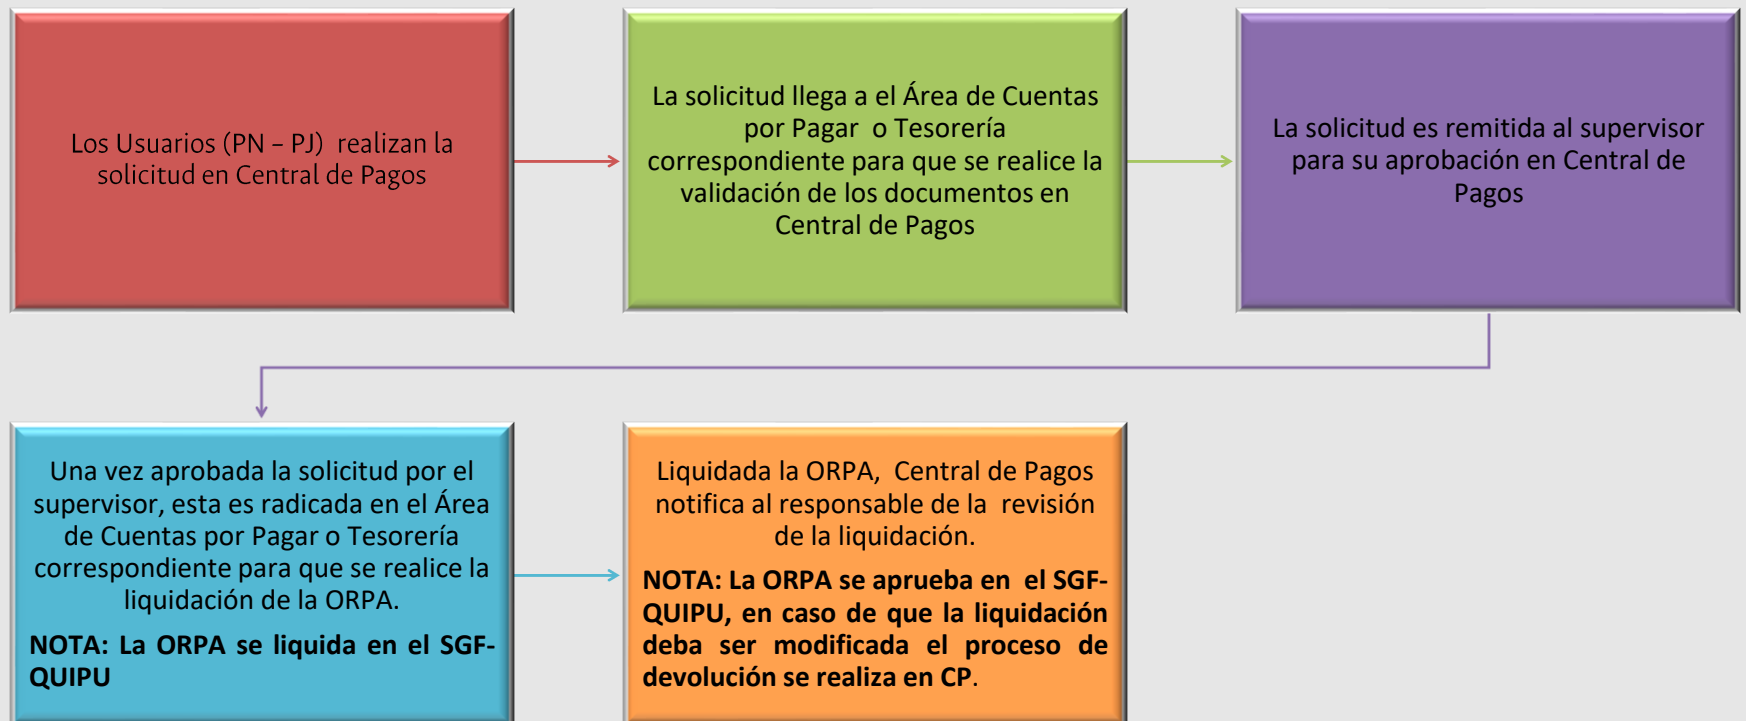 Los Usuarios (PN – PJ) realizan la
solicitud en Central de Pagos
La solicitud llega a el Área de Cuentas
por Pagar o Tesorería
correspondiente para que se realice la
validación de los documentos en
Central de Pagos
La solicitud es remitida al supervisor
para su aprobación en Central de
Pagos
Una vez aprobada la solicitud por el
supervisor, esta es radicada en el Área
de Cuentas por Pagar o Tesorería
correspondiente para que se realice la
liquidación de la ORPA.
NOTA: La ORPA se liquida en el SGF-
QUIPU
Liquidada la ORPA, Central de Pagos
notifica al responsable de la revisión
de la liquidación.
NOTA: La ORPA se aprueba en el SGF-
QUIPU, en caso de que la liquidación
deba ser modificada el proceso de
devolución se realiza en CP.